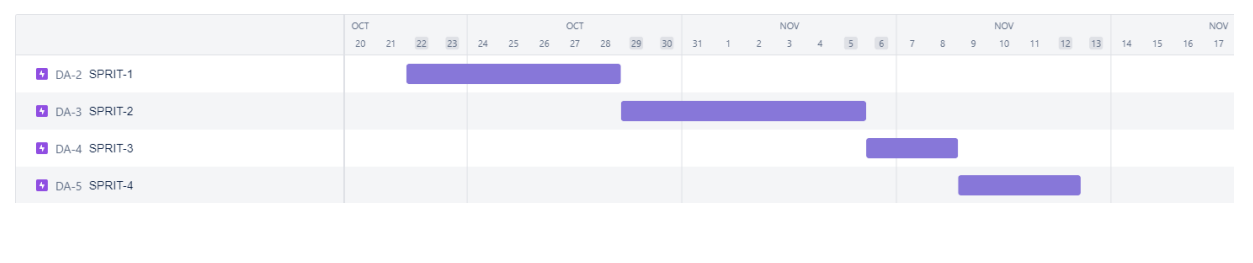 OCT OCT NOV NOV NOV
20 21 22 23 24 25 26 27 28 29 30 31 1 2 3 4 5 6 7 8 9 10 11 12 13 14 15 16 17
DA-2 SPRIT-1
DA-3 SPRIT-2
DA-4 SPRIT-3
DA-5 SPRIT-4